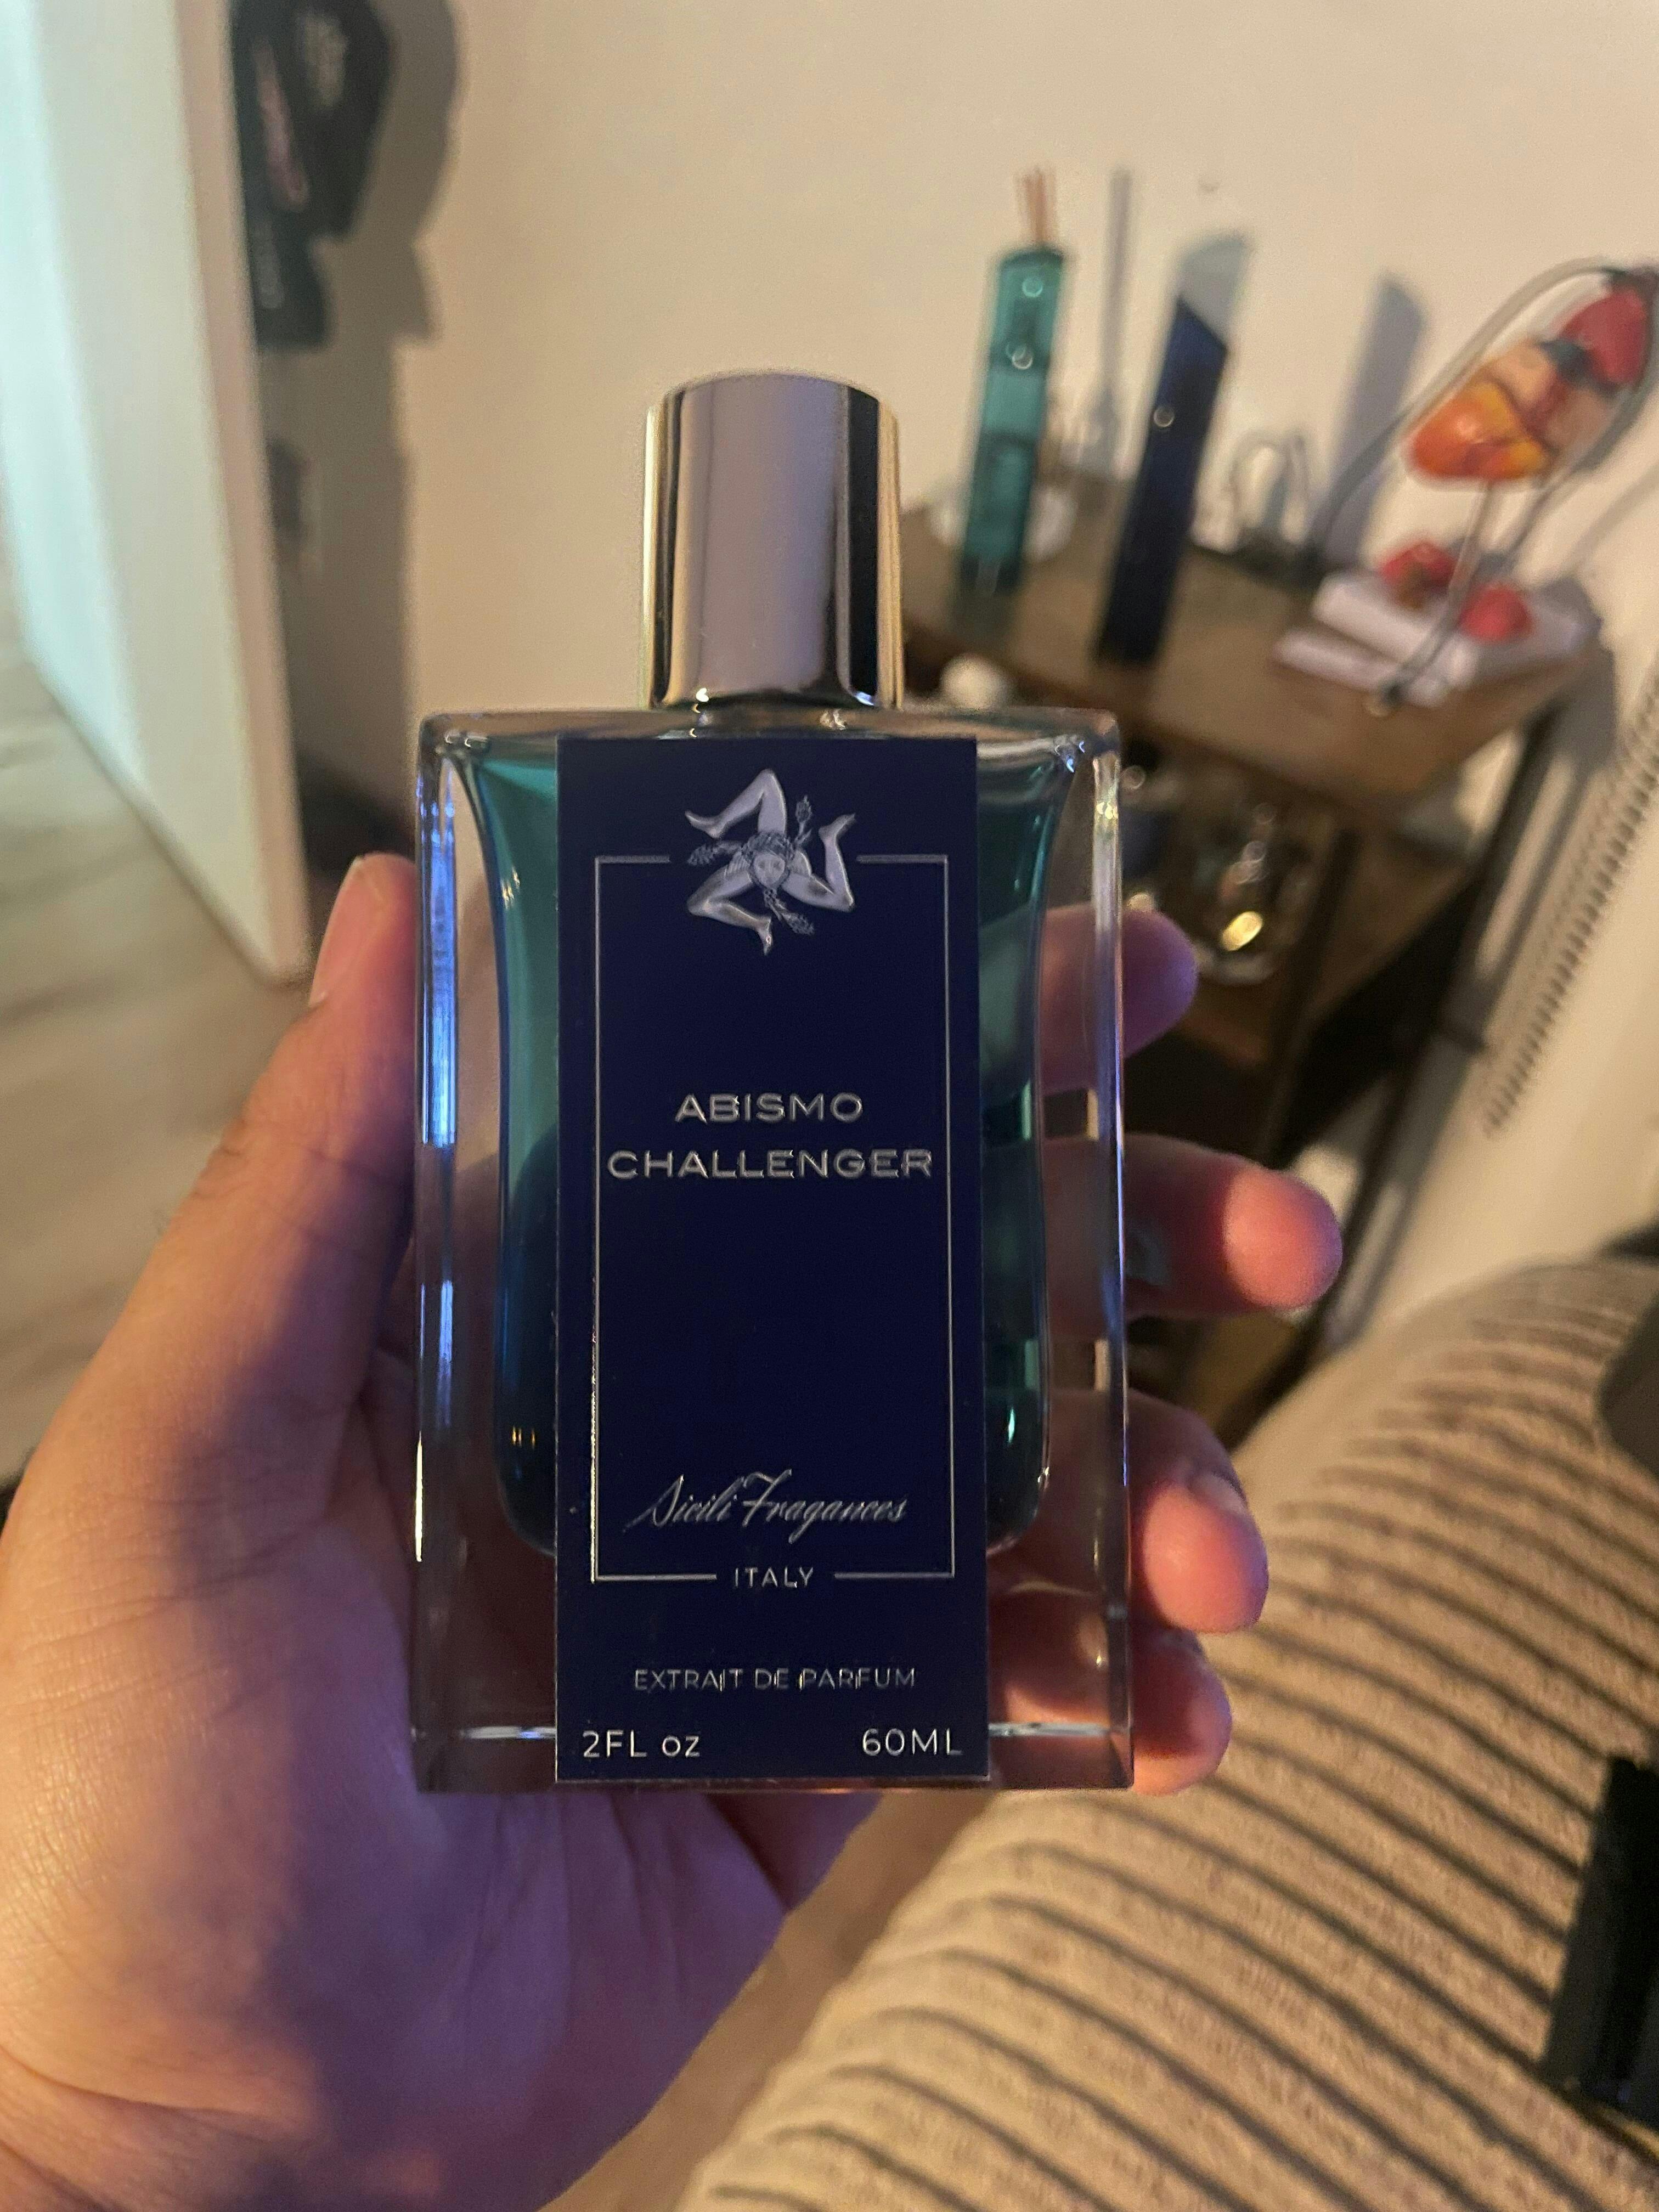 ABISMO
CHALLENGER
Sicili Fragances
ITALY
EXTRAIT DE PARFUM
2FL oz 60ML